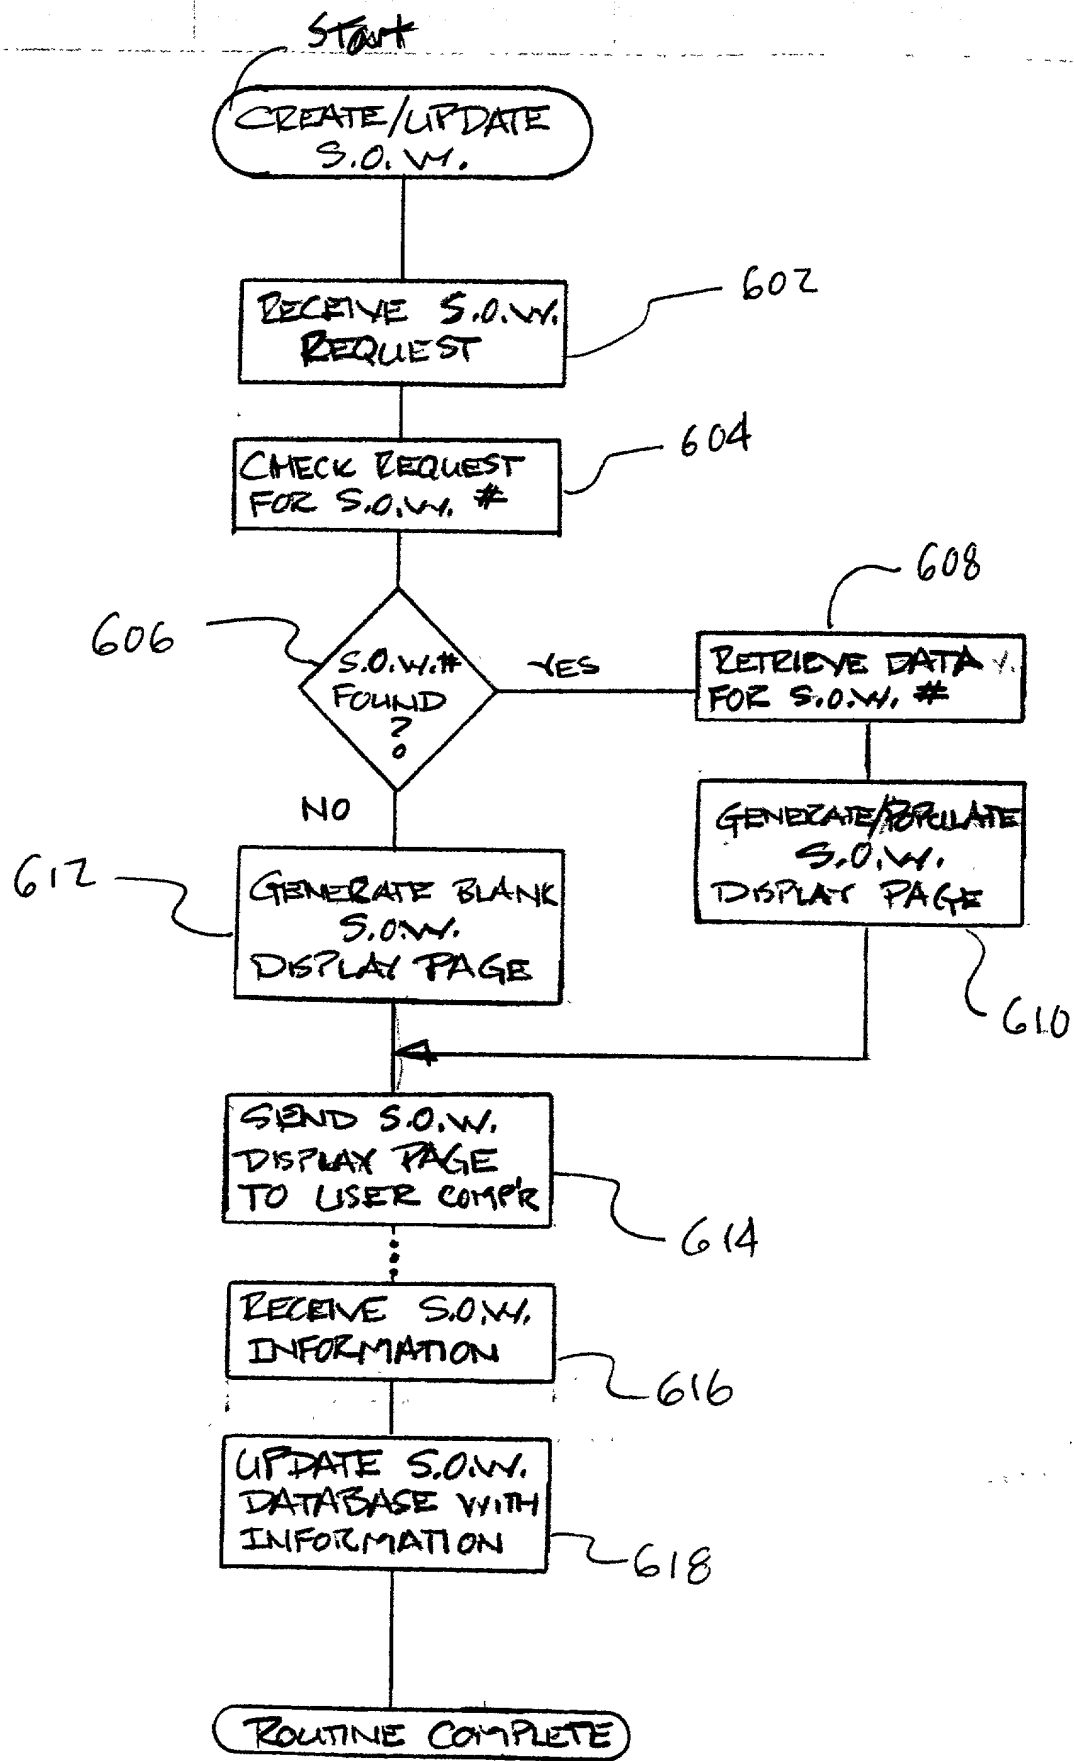 Start
CREATE/UPDATE
S.O.W.
RECEIVE S.O.W.
REQUEST
602
CHECK REQUEST
FOR S.O.W. #
604
606
S.O.W.#
FOUND
?
YES
608
RETRIEVE DATA
FOR S.O.W. #
GENERATE/POPULATE
S.O.W.
DISPLAY PAGE
610
NO
612
GENERATE BLANK
S.O.W.
DISPLAY PAGE
SEND S.O.W.
DISPLAY PAGE
TO USER COMP'R
614
RECEIVE S.O.W.
INFORMATION
616
UPDATE S.O.W.
DATABASE WITH
INFORMATION
618
ROUTINE COMPLETE